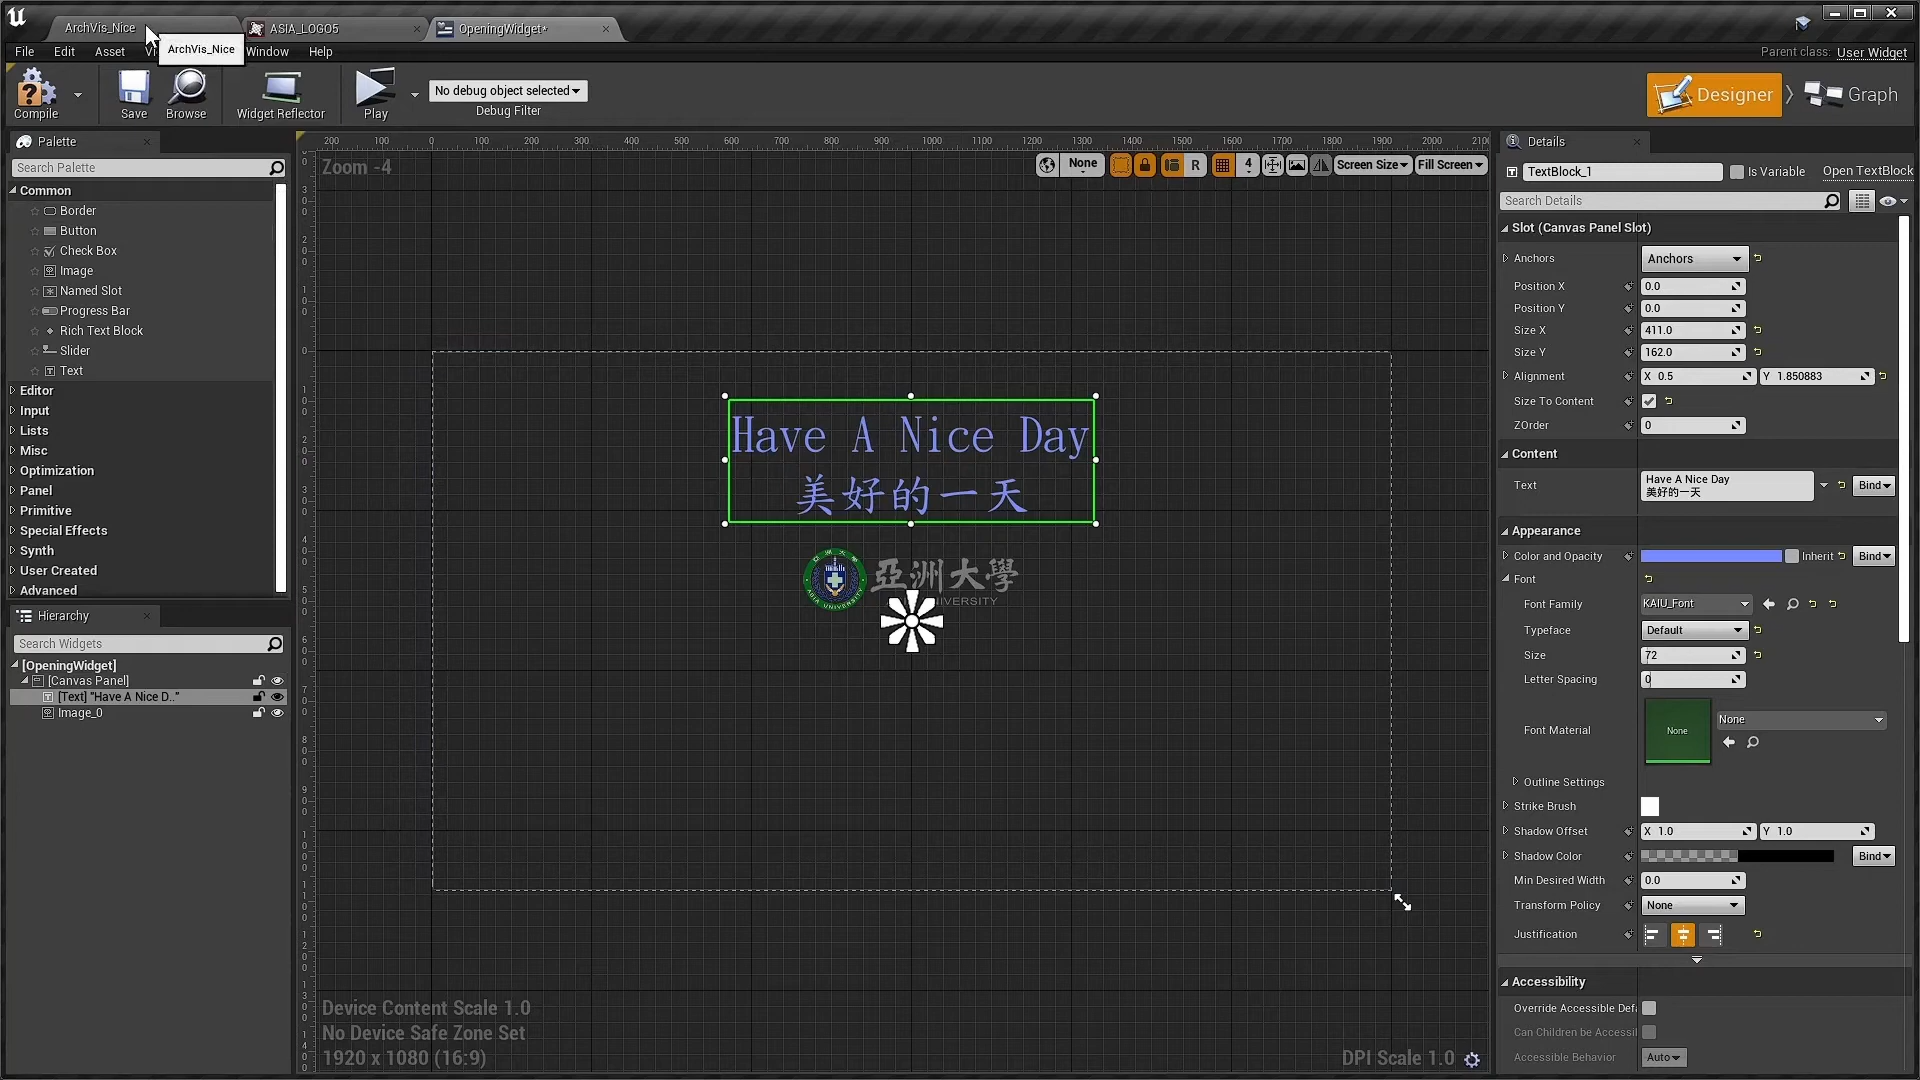 ArchVis_Nice
ASIA_LOGO5
OpeningWidget*
File
Edit
Asset
ArchVis_Nice
Window
Help
Parent class:
User Widget
Compile
Save
Browse
Widget Reflector
Play
No debug object selected
Debug Filter
Designer
Graph
Palette
Search Palette
Common
Border
Button
Check Box
Image
Named Slot
Progress Bar
Rich Text Block
Slider
Text
Editor
Input
Lists
Misc
Optimization
Panel
Primitive
Special Effects
Synth
User Created
Advanced
Hierarchy
Search Widgets
[OpeningWidget]
[Canvas Panel]
[Text] "Have A Nice D.."
Image_0
Zoom -4
None
R
4
Screen Size
Fill Screen
Have A Nice Day
美好的一天
亞洲大學
Device Content Scale 1.0
No Device Safe Zone Set
1920 x 1080 (16:9)
DPI Scale 1.0
Details
TextBlock_1
Is Variable
Open TextBlock
Search Details
Slot (Canvas Panel Slot)
Anchors
Anchors
Position X
0.0
Position Y
0.0
Size X
411.0
Size Y
162.0
Alignment
X 0.5
Y 1.850883
Size To Content
ZOrder
0
Content
Text
Have A Nice Day
美好的一天
Bind
Appearance
Color and Opacity
Inherit
Bind
Font
Font Family
KAIU_Font
Typeface
Default
Size
72
Letter Spacing
0
Font Material
None
None
Outline Settings
Strike Brush
Shadow Offset
X 1.0
Y 1.0
Shadow Color
Bind
Min Desired Width
0.0
Transform Policy
None
Justification
Accessibility
Override Accessible Def
Can Children be Accessi
Accessible Behavior
Auto